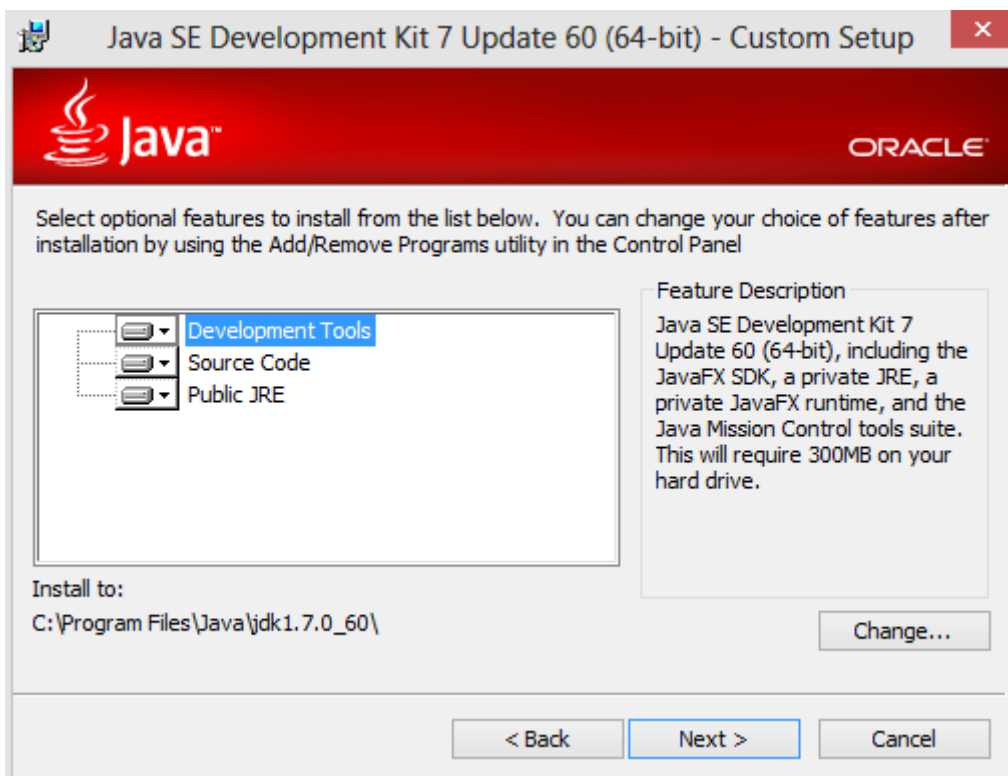 Java SE Development Kit 7 Update 60 (64-bit) - Custom Setup
Java™
ORACLE
Select optional features to install from the list below.  You can change your choice of features after
installation by using the Add/Remove Programs utility in the Control Panel
Development Tools
Source Code
Public JRE
Feature Description
Java SE Development Kit 7
Update 60 (64-bit), including the
JavaFX SDK, a private JRE, a
private JavaFX runtime, and the
Java Mission Control tools suite.
This will require 300MB on your
hard drive.
Install to:
C:\Program Files\Java\jdk1.7.0_60\
Change...
< Back
Next >
Cancel